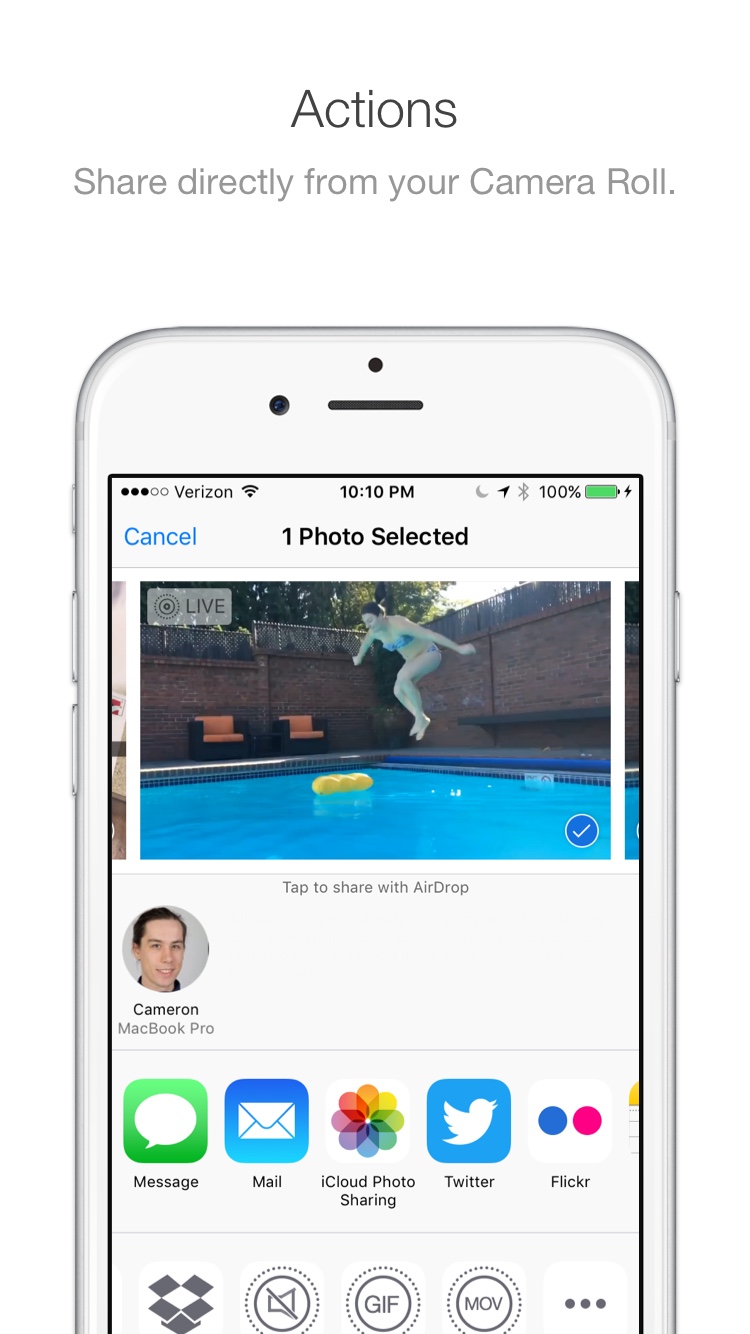 Actions
Share directly from your Camera Roll.
Verizon 10:10 PM 100%
Cancel 1 Photo Selected
LIVE
Tap to share with AirDrop
Cameron
MacBook Pro
Message Mail iCloud Photo Sharing Twitter Flickr
GIF MOV